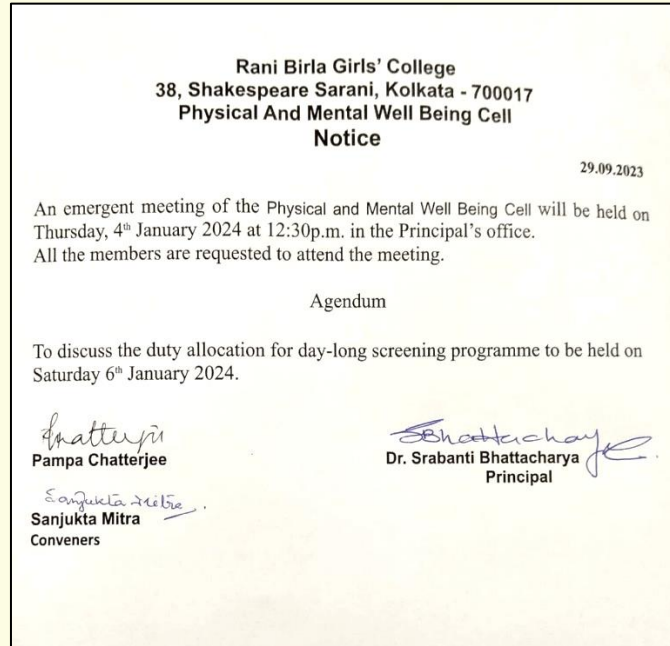 Rani Birla Girls' College
38, Shakespeare Sarani, Kolkata - 700017
Physical And Mental Well Being Cell
Notice
29.09.2023
An emergent meeting of the Physical and Mental Well Being Cell will be held on
Thursday, 4th January 2024 at 12:30p.m. in the Principal's office.
All the members are requested to attend the meeting.
Agendum
To discuss the duty allocation for day-long screening programme to be held on
Saturday 6th January 2024.
Chatterjee
Pampa Chatterjee
Sanjukta Mitra
Sanjukta Mitra
Conveners
SBhattacharya
Dr. Srabanti Bhattacharya
Principal